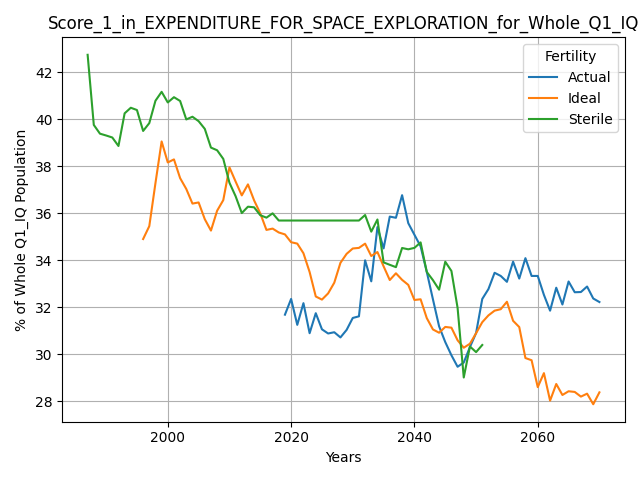 Score_1_in_EXPENDITURE_FOR_SPACE_EXPLORATION_for_Whole_Q1_IQ
Fertility
Actual
Ideal
Sterile
% of Whole Q1_IQ Population
42
40
38
36
34
32
30
28
2000
2020
2040
2060
Years